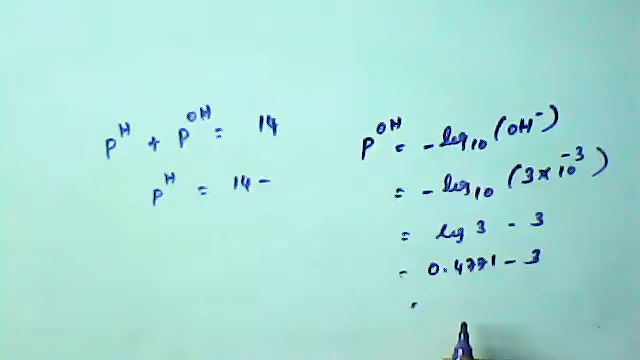 pᴴ + pᴼᴴ = 14
pᴴ = 14 -
pᴼᴴ = -log₁₀ (OH⁻)
= -log₁₀ (3×10⁻³)
= log 3 - 3
= 0.4771 - 3
=